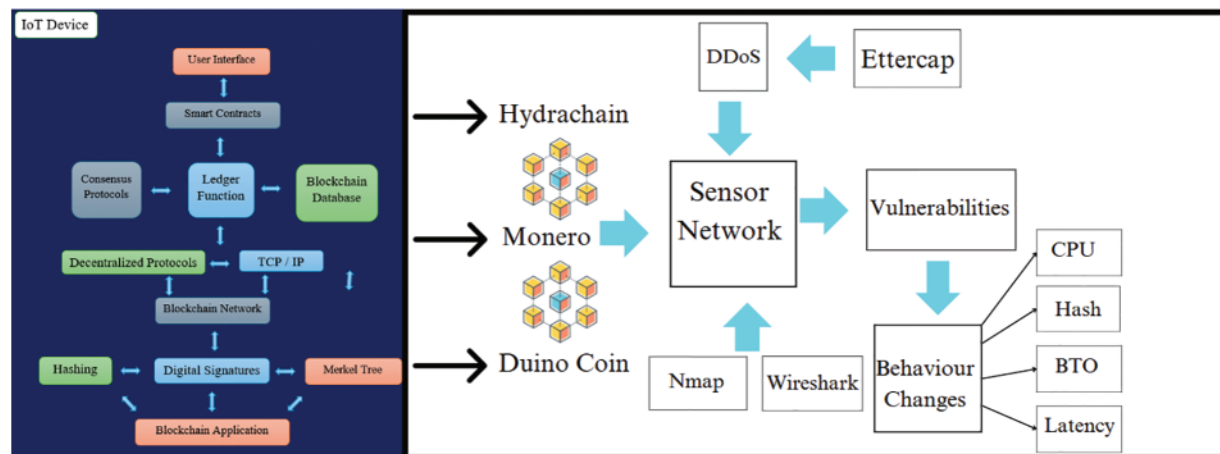 IoT Device
User Interface
Smart Contracts
Consensus
Protocols
Ledger
Function
Blockchain
Database
Decentralized Protocols
TCP / IP
Blockchain Network
Hashing
Digital Signatures
Merkel Tree
Blockchain Application
Hydrachain
Monero
Duino Coin
DDoS
Ettercap
Sensor
Network
Nmap
Wireshark
Vulnerabilities
Behaviour
Changes
CPU
Hash
BTO
Latency